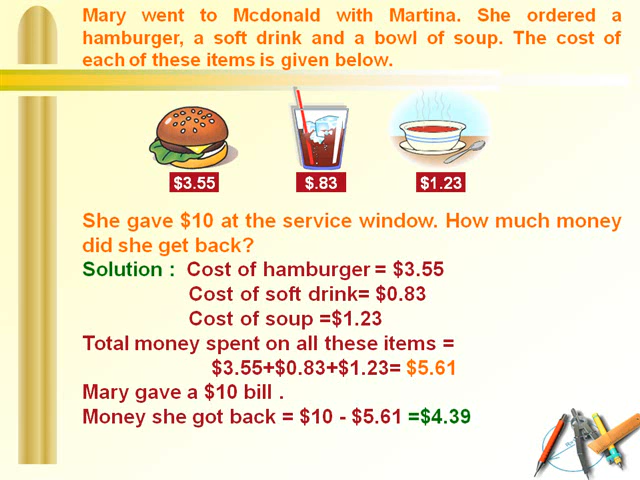 Mary went to Mcdonald with Martina. She ordered a
hamburger, a soft drink and a bowl of soup. The cost of
each of these items is given below.
$3.55
$.83
$1.23
She gave $10 at the service window. How much money
did she get back?
Solution : Cost of hamburger = $3.55
Cost of soft drink= $0.83
Cost of soup =$1.23
Total money spent on all these items =
$3.55+$0.83+$1.23= $5.61
Mary gave a $10 bill .
Money she got back = $10 - $5.61 =$4.39